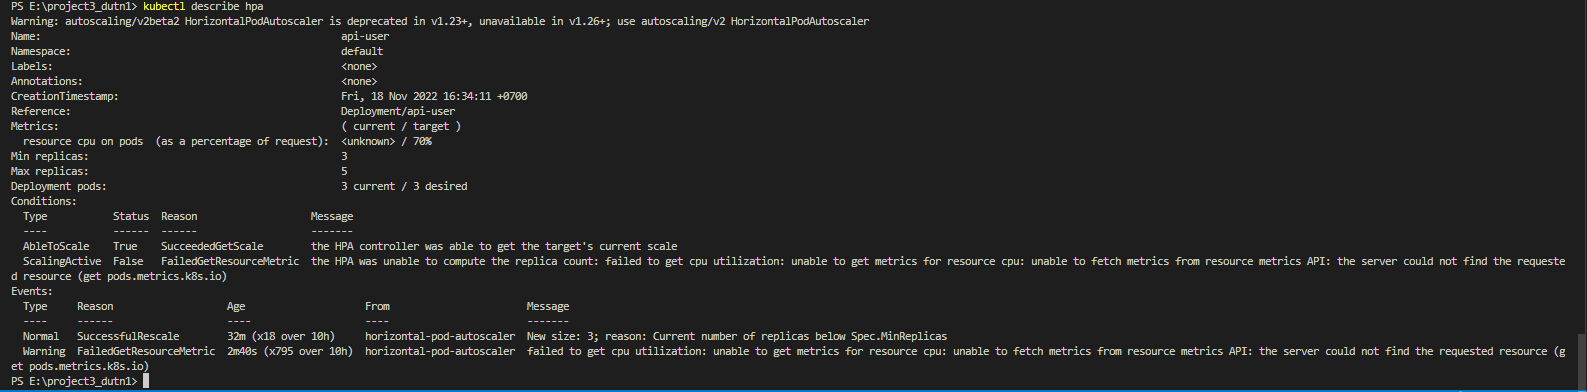 PS E:\project3_dutn1> kubectl describe hpa
Warning: autoscaling/v2beta2 HorizontalPodAutoscaler is deprecated in v1.23+, unavailable in v1.26+; use autoscaling/v2 HorizontalPodAutoscaler
Name: api-user
Namespace: default
Labels: <none>
Annotations: <none>
CreationTimestamp: Fri, 18 Nov 2022 16:34:11 +0700
Reference: Deployment/api-user
Metrics: ( current / target )
resource cpu on pods (as a percentage of request): <unknown> / 70%
Min replicas: 3
Max replicas: 5
Deployment pods: 3 current / 3 desired
Conditions:
Type Status Reason Message
---- ------ ------ -------
AbleToScale True SucceededGetScale the HPA controller was able to get the target's current scale
ScalingActive False FailedGetResourceMetric the HPA was unable to compute the replica count: failed to get cpu utilization: unable to get metrics for resource cpu: unable to fetch metrics from resource metrics API: the server could not find the requeste
d resource (get pods.metrics.k8s.io)
Events:
Type Reason Age From Message
---- ------ ---- ---- -------
Normal SuccessfulRescale 32m (x18 over 10h) horizontal-pod-autoscaler New size: 3; reason: Current number of replicas below Spec.MinReplicas
Warning FailedGetResourceMetric 2m40s (x795 over 10h) horizontal-pod-autoscaler failed to get cpu utilization: unable to get metrics for resource cpu: unable to fetch metrics from resource metrics API: the server could not find the requested resource (g
et pods.metrics.k8s.io)
PS E:\project3_dutn1>